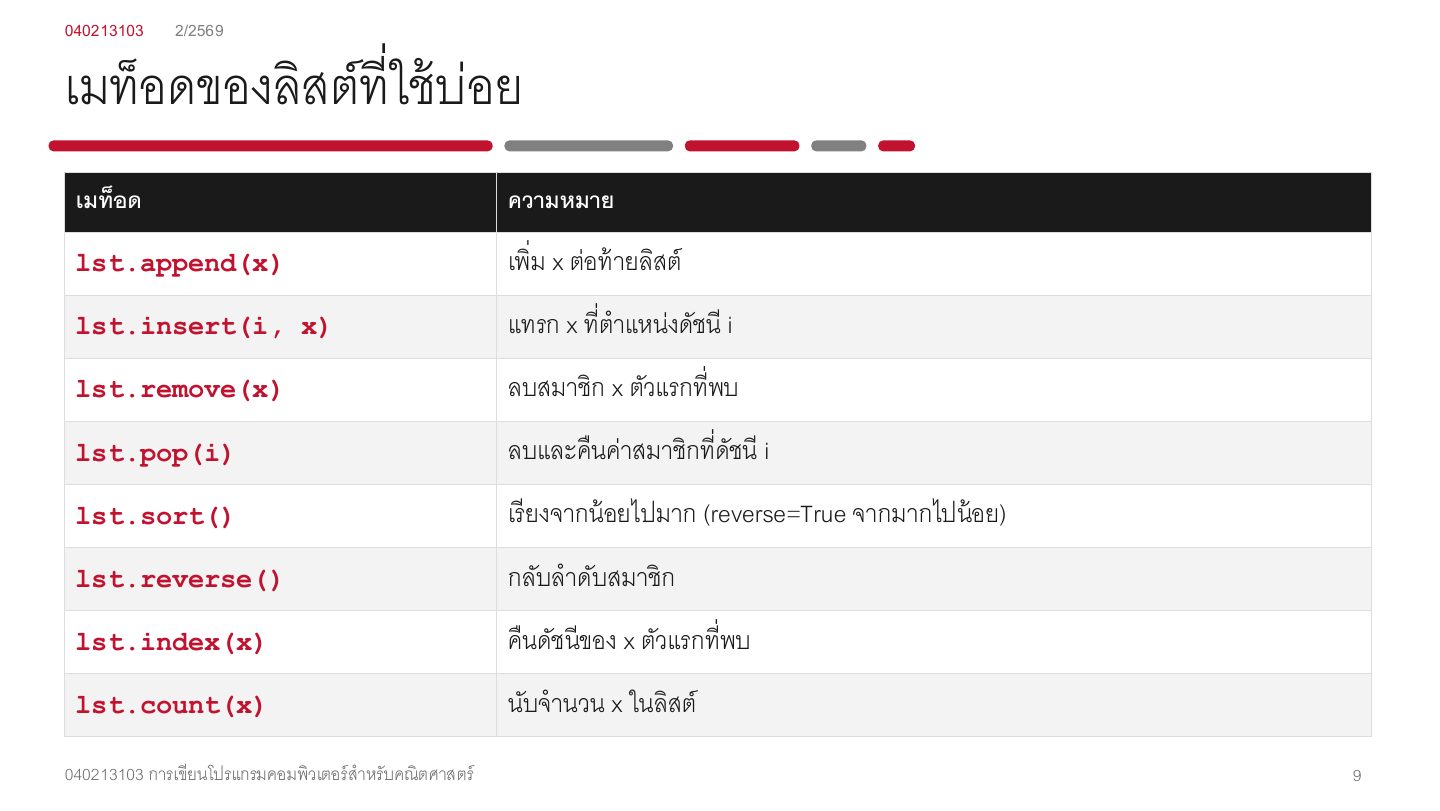 040213103 2/2569
เมท็อดของลิสต์ที่ใช้บ่อย
เมท็อด ความหมาย
lst.append(x) เพิ่ม x ต่อท้ายลิสต์
lst.insert(i, x) แทรก x ที่ตำแหน่งดัชนี i
lst.remove(x) ลบสมาชิก x ตัวแรกที่พบ
lst.pop(i) ลบและคืนค่าสมาชิกที่ดัชนี i
lst.sort() เรียงจากน้อยไปมาก (reverse=True จากมากไปน้อย)
lst.reverse() กลับลำดับสมาชิก
lst.index(x) คืนดัชนีของ x ตัวแรกที่พบ
lst.count(x) นับจำนวน x ในลิสต์
040213103 การเขียนโปรแกรมคอมพิวเตอร์สำหรับคณิตศาสตร์ 9